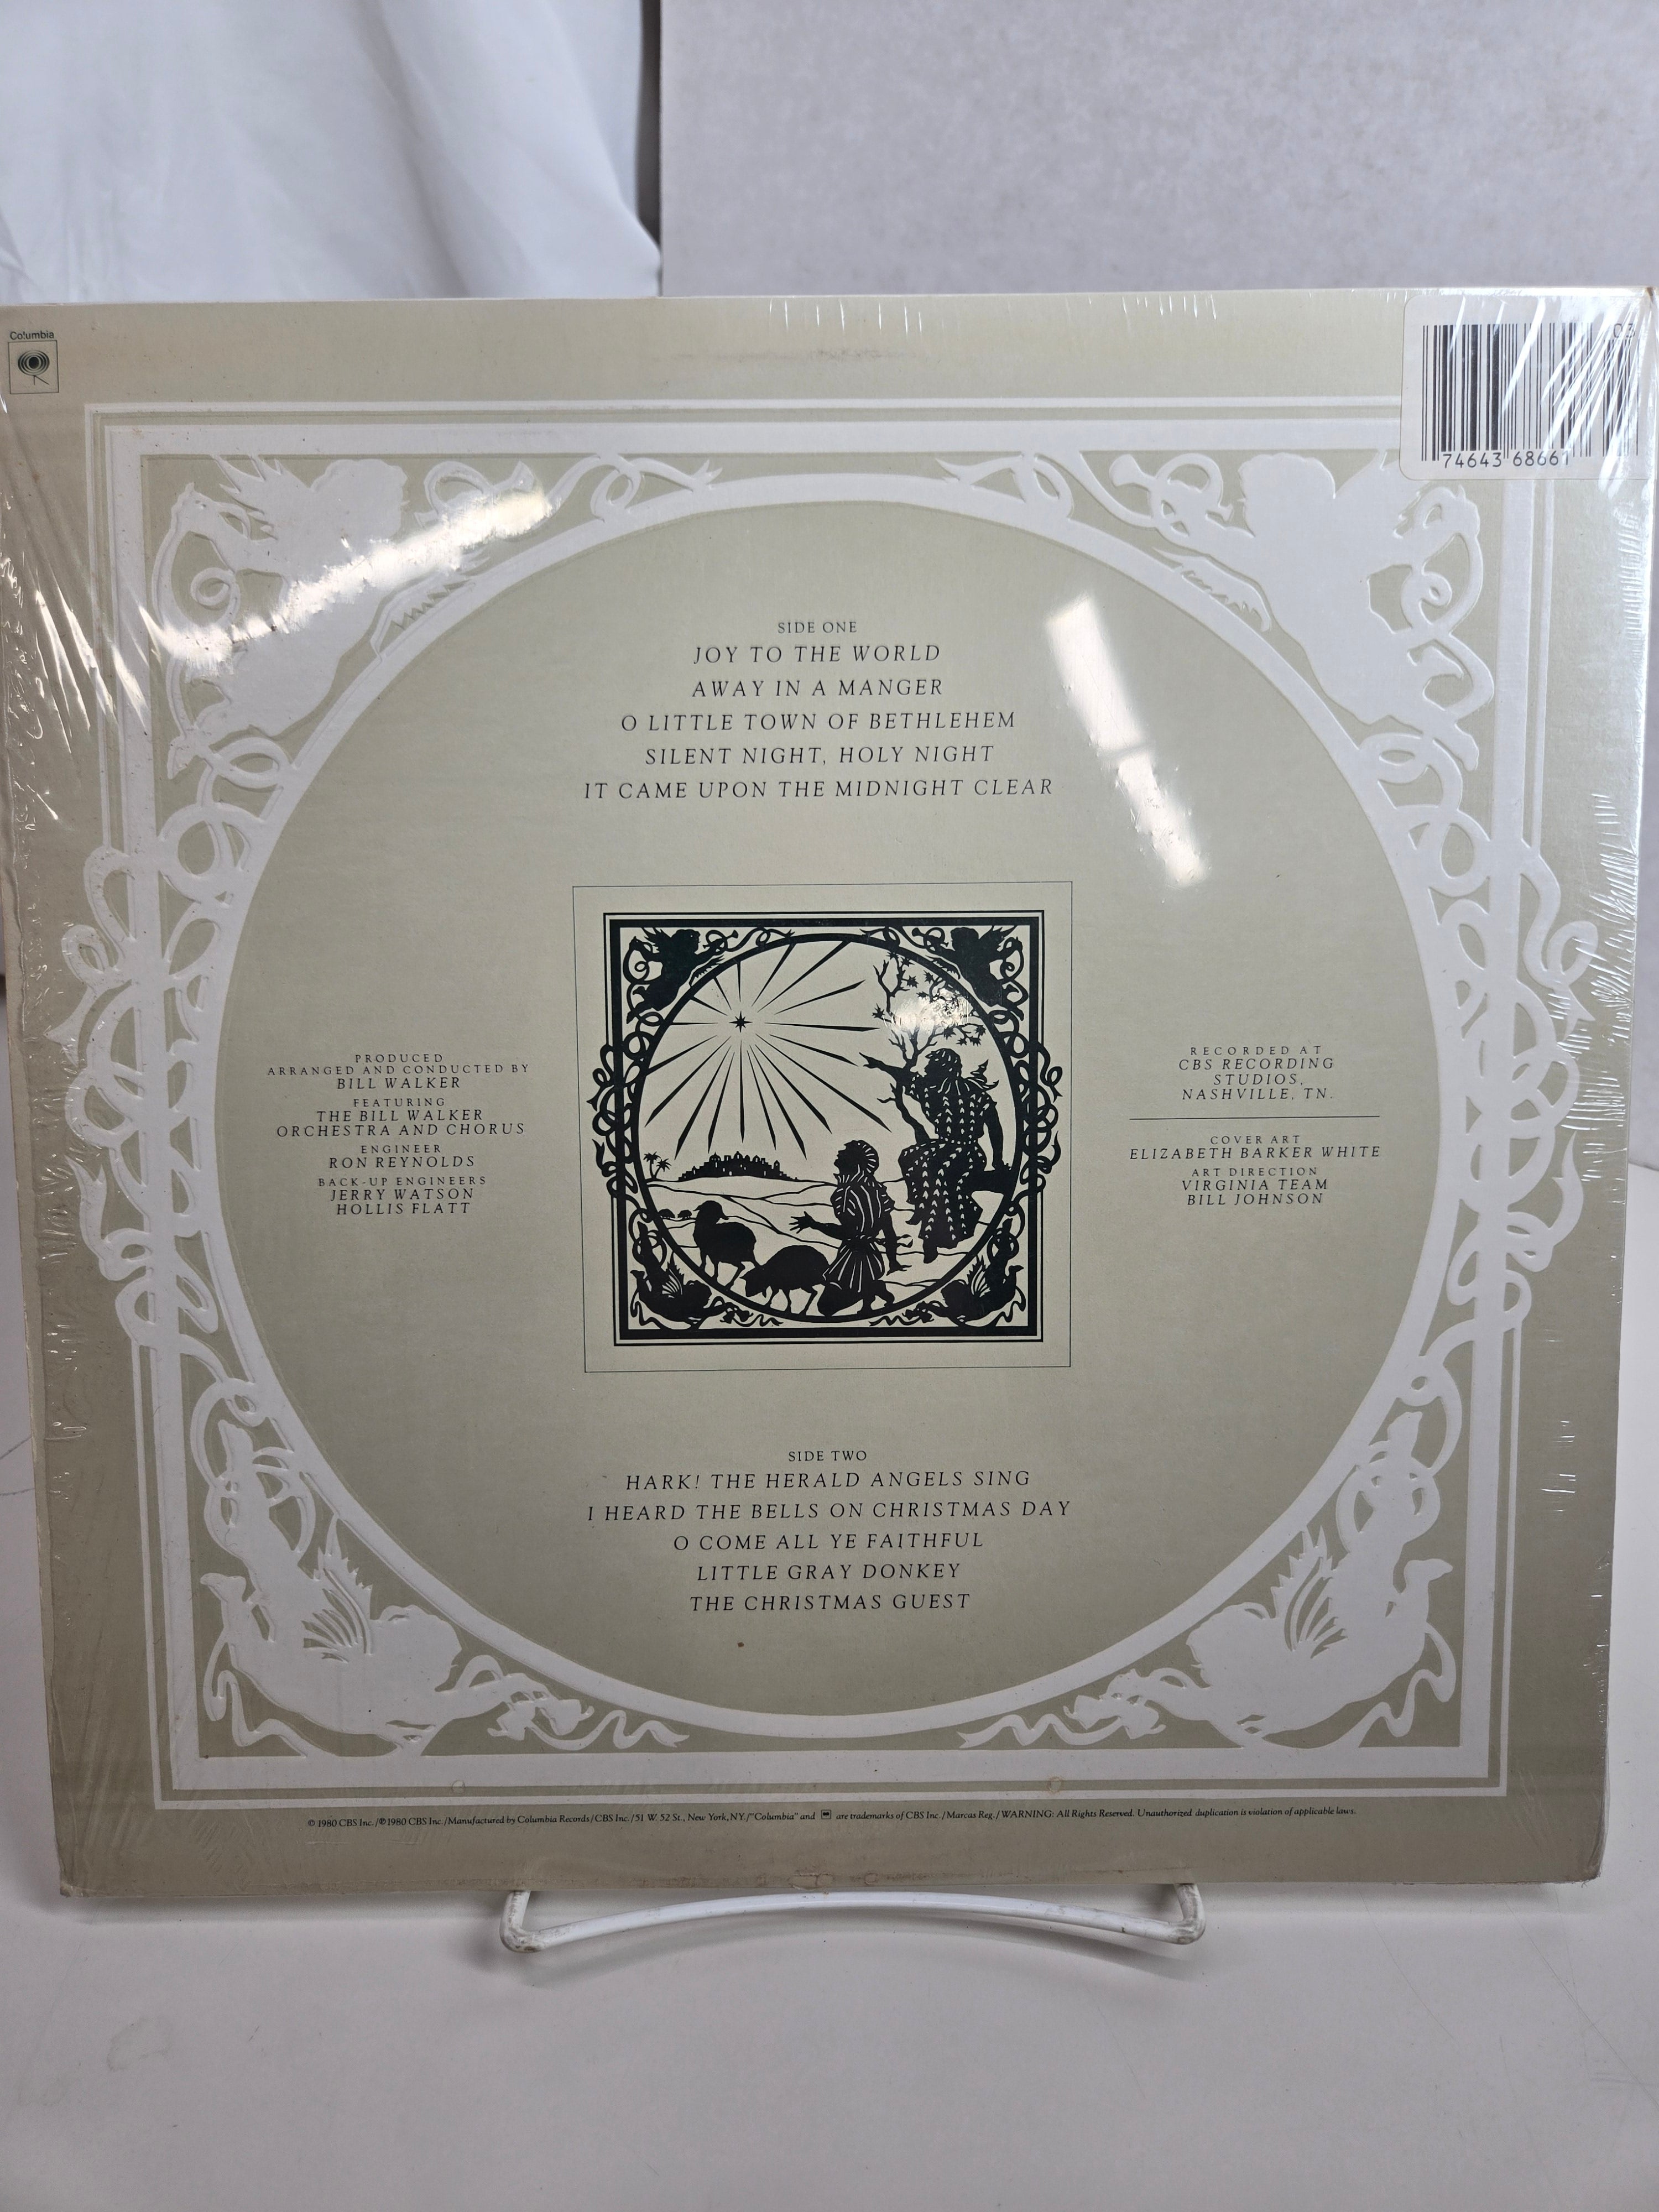 Columbia
03
74643 68661
SIDE ONE
JOY TO THE WORLD
AWAY IN A MANGER
O LITTLE TOWN OF BETHLEHEM
SILENT NIGHT, HOLY NIGHT
IT CAME UPON THE MIDNIGHT CLEAR
PRODUCED
ARRANGED AND CONDUCTED BY
BILL WALKER
FEATURING
THE BILL WALKER
ORCHESTRA AND CHORUS
ENGINEER
RON REYNOLDS
BACK-UP ENGINEERS
JERRY WATSON
HOLLIS FLATT
RECORDED AT
CBS RECORDING
STUDIOS,
NASHVILLE, TN.
COVER ART
ELIZABETH BARKER WHITE
ART DIRECTION
VIRGINIA TEAM
BILL JOHNSON
SIDE TWO
HARK! THE HERALD ANGELS SING
I HEARD THE BELLS ON CHRISTMAS DAY
O COME ALL YE FAITHFUL
LITTLE GRAY DONKEY
THE CHRISTMAS GUEST
© 1980 CBS Inc./℗ 1980 CBS Inc./Manufactured by Columbia Records/CBS Inc./51 W. 52 St., New York, NY./"Columbia" and are trademarks of CBS Inc./Marcas Reg./WARNING: All Rights Reserved. Unauthorized duplication is violation of applicable laws.